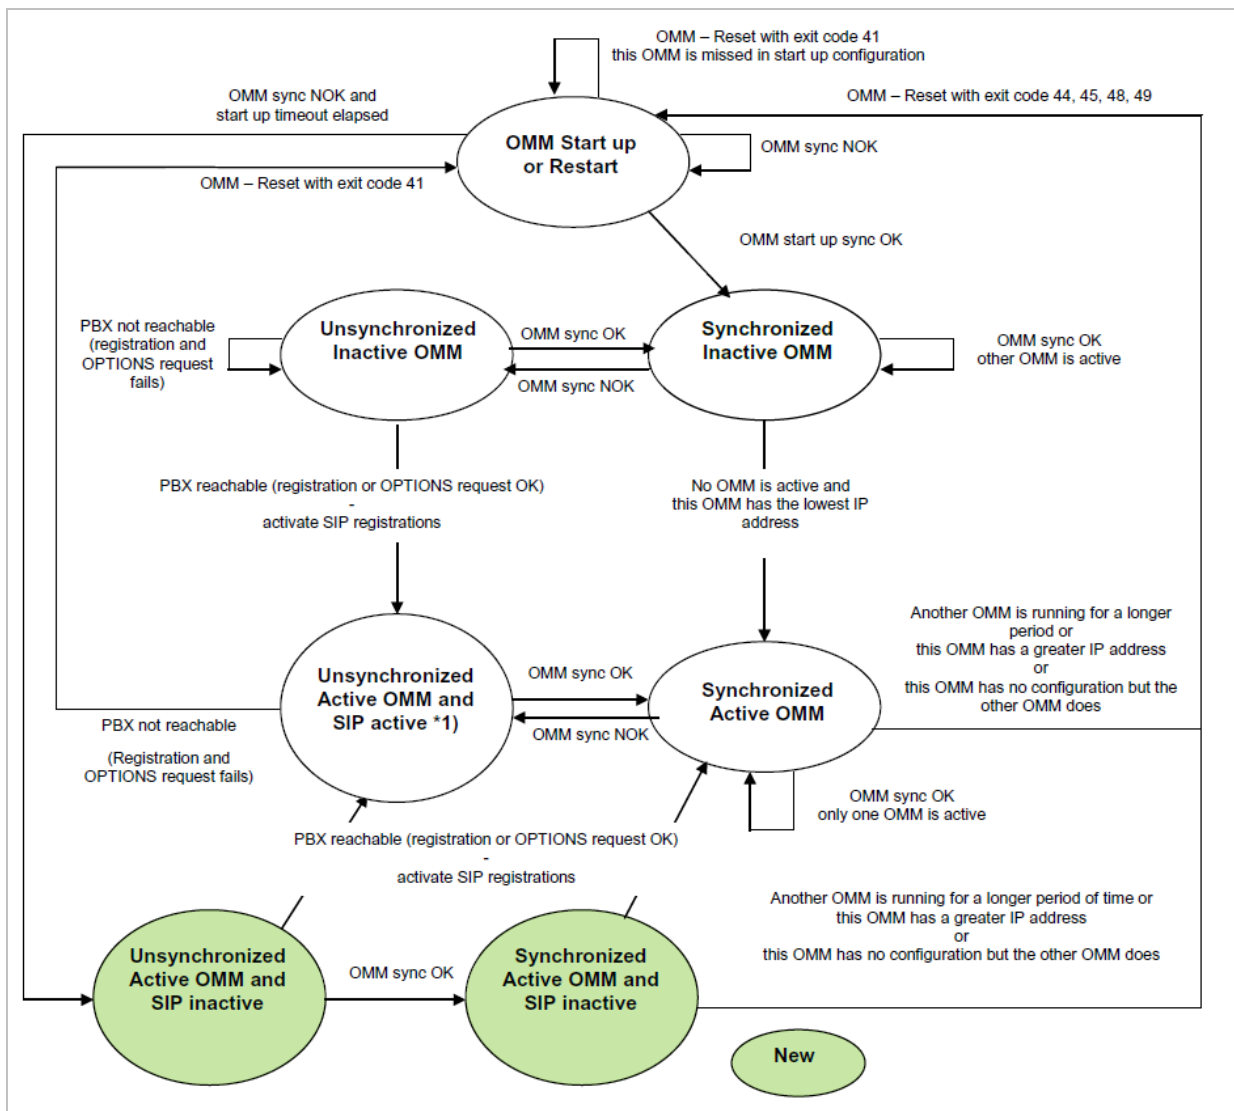 OMM – Reset with exit code 41
this OMM is missed in start up configuration
OMM sync NOK and
start up timeout elapsed
OMM – Reset with exit code 44, 45, 48, 49
OMM Start up
or Restart
OMM sync NOK
OMM – Reset with exit code 41
OMM start up sync OK
PBX not reachable
(registration and
OPTIONS request
fails)
Unsynchronized
Inactive OMM
OMM sync OK
OMM sync NOK
Synchronized
Inactive OMM
OMM sync OK
other OMM is active
PBX reachable (registration or OPTIONS request OK)
-
activate SIP registrations
No OMM is active and
this OMM has the lowest IP
address
Another OMM is running for a longer
period or
this OMM has a greater IP address
or
this OMM has no configuration but the
other OMM does
Unsynchronized
Active OMM and
SIP active *1)
OMM sync OK
OMM sync NOK
Synchronized
Active OMM
PBX not reachable
(Registration and
OPTIONS request fails)
OMM sync OK
only one OMM is active
PBX reachable (registration or OPTIONS request OK)
-
activate SIP registrations
Another OMM is running for a longer period of time or
this OMM has a greater IP address
or
this OMM has no configuration but the other OMM does
Unsynchronized
Active OMM and
SIP inactive
OMM sync OK
Synchronized
Active OMM and
SIP inactive
New